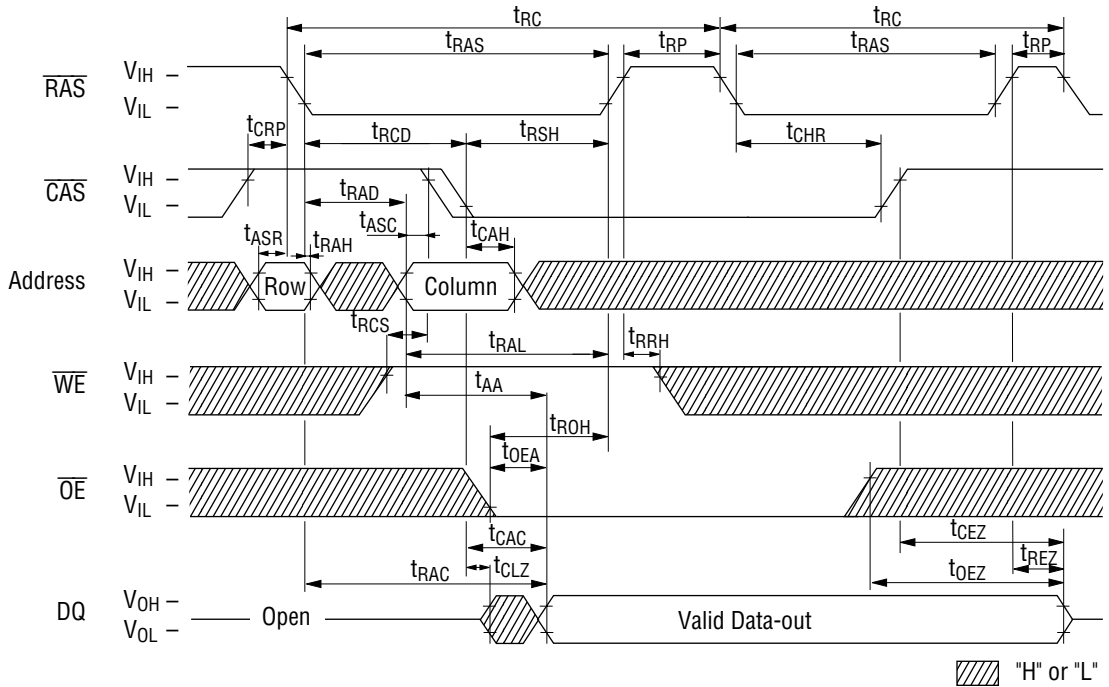 tRC tRC
tRAS tRP tRAS tRP
RAS VIH
VIL
tCRP tRCD tRSH tCHR
CAS VIH
VIL
tRAD
tASC tCAH
tASR tRAH
Address VIH
VIL
Row Column
tRCS tRAL tRRH
WE VIH
VIL
tAA
tROH
tOEA
OE VIH
VIL
tCAC tCEZ
tRAC tCLZ tOEZ tREZ
DQ VOH
VOL
Open Valid Data-out
"H" or "L"